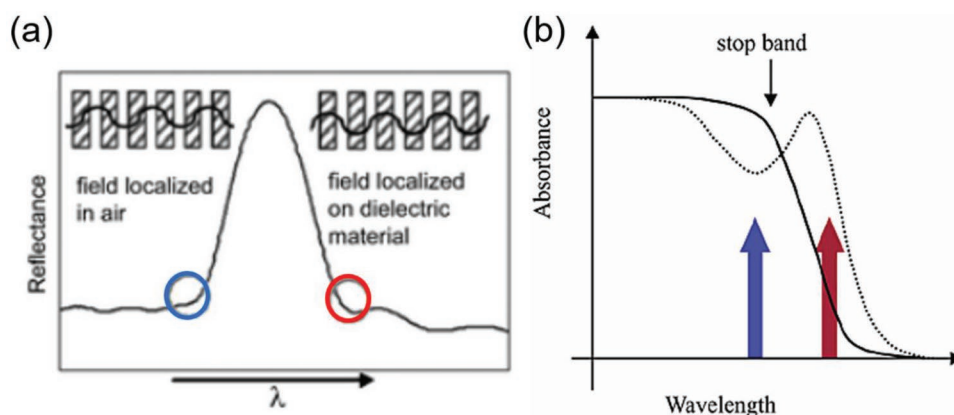 (a)
field localized
in air
field localized
on dielectric
material
Reflectance
λ
(b)
stop band
Absorbance
Wavelength